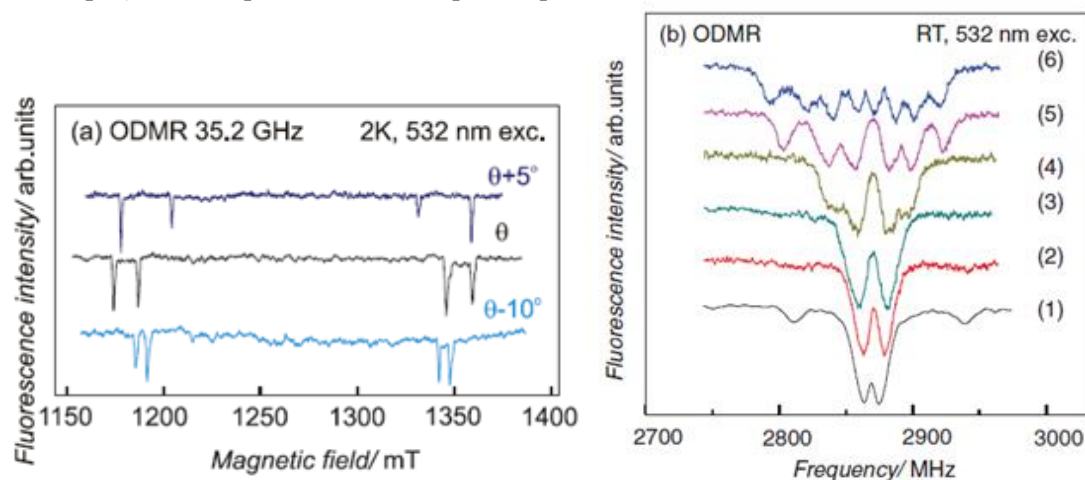 (a) ODMR 35.2 GHz 2K, 532 nm exc.
θ+5°
θ
θ-10°
Fluorescence intensity/ arb.units
1150 1200 1250 1300 1350 1400
Magnetic field/ mT
(b) ODMR RT, 532 nm exc.
(6)
(5)
(4)
(3)
(2)
(1)
Fluorescence intensity/ arb.units
2700 2800 2900 3000
Frequency/ MHz